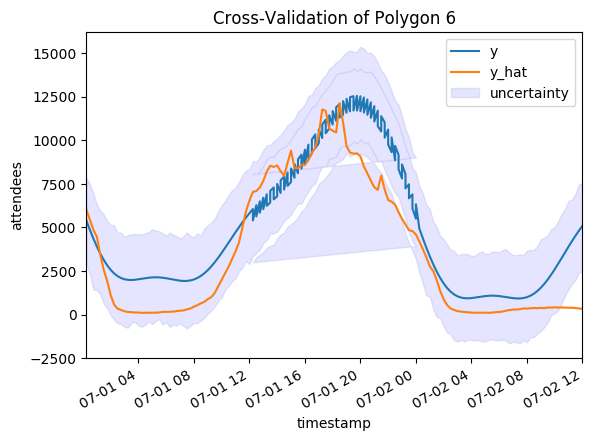 Cross-Validation of Polygon 6
15000
12500
10000
7500
5000
2500
0
−2500
attendees
y
y_hat
uncertainty
07-01 04
07-01 08
07-01 12
07-01 16
07-01 20
07-02 00
07-02 04
07-02 08
07-02 12
timestamp